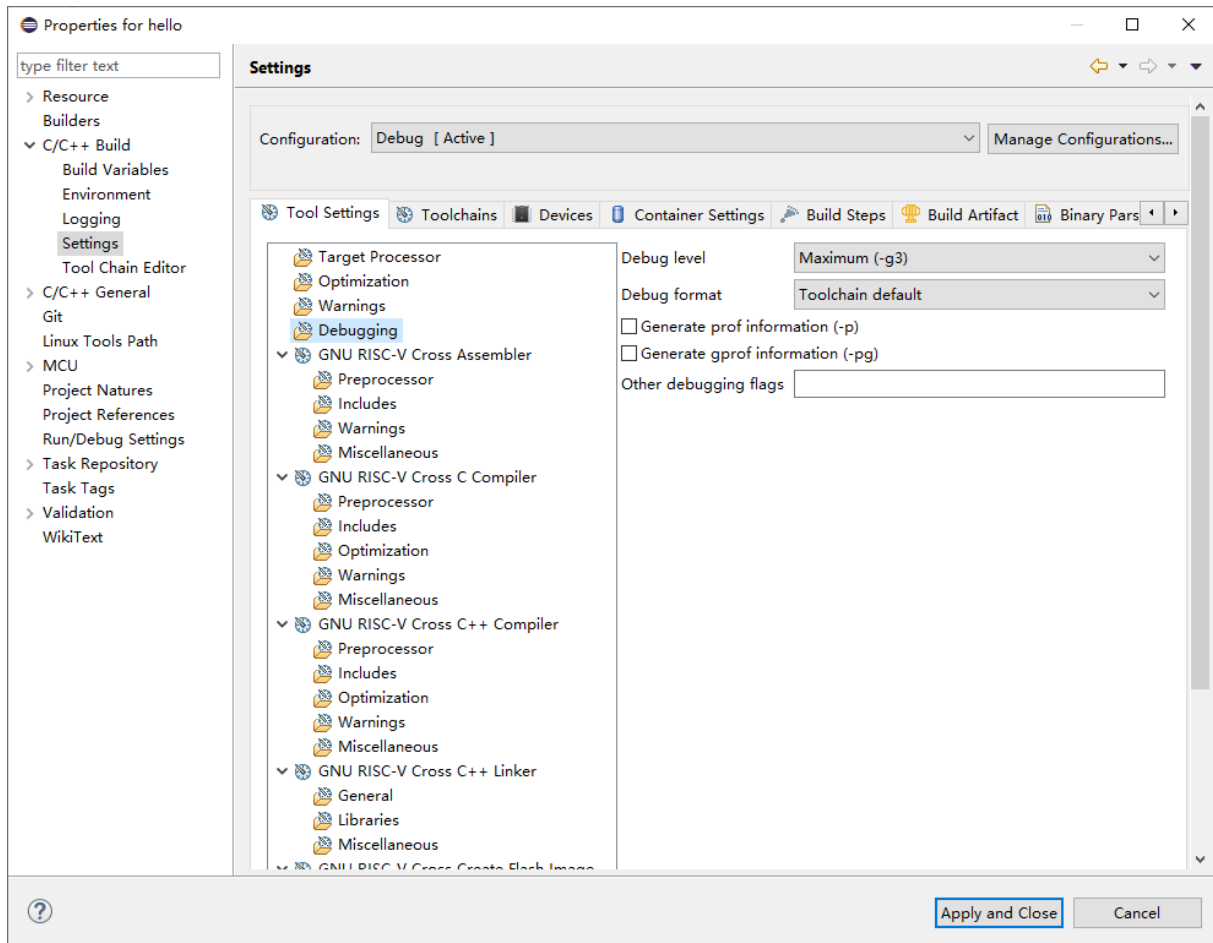 Properties for hello
type filter text
Resource
Builders
C/C++ Build
Build Variables
Environment
Logging
Settings
Tool Chain Editor
C/C++ General
Git
Linux Tools Path
MCU
Project Natures
Project References
Run/Debug Settings
Task Repository
Task Tags
Validation
WikiText
Settings
Configuration: Debug [ Active ] Manage Configurations...
Tool Settings Toolchains Devices Container Settings Build Steps Build Artifact Binary Pars
Target Processor
Optimization
Warnings
Debugging
GNU RISC-V Cross Assembler
Preprocessor
Includes
Warnings
Miscellaneous
GNU RISC-V Cross C Compiler
Preprocessor
Includes
Optimization
Warnings
Miscellaneous
GNU RISC-V Cross C++ Compiler
Preprocessor
Includes
Optimization
Warnings
Miscellaneous
GNU RISC-V Cross C++ Linker
General
Libraries
Miscellaneous
GNU RISC-V Cross Create Flash Image
Debug level Maximum (-g3)
Debug format Toolchain default
Generate prof information (-p)
Generate gprof information (-pg)
Other debugging flags
Apply and Close Cancel